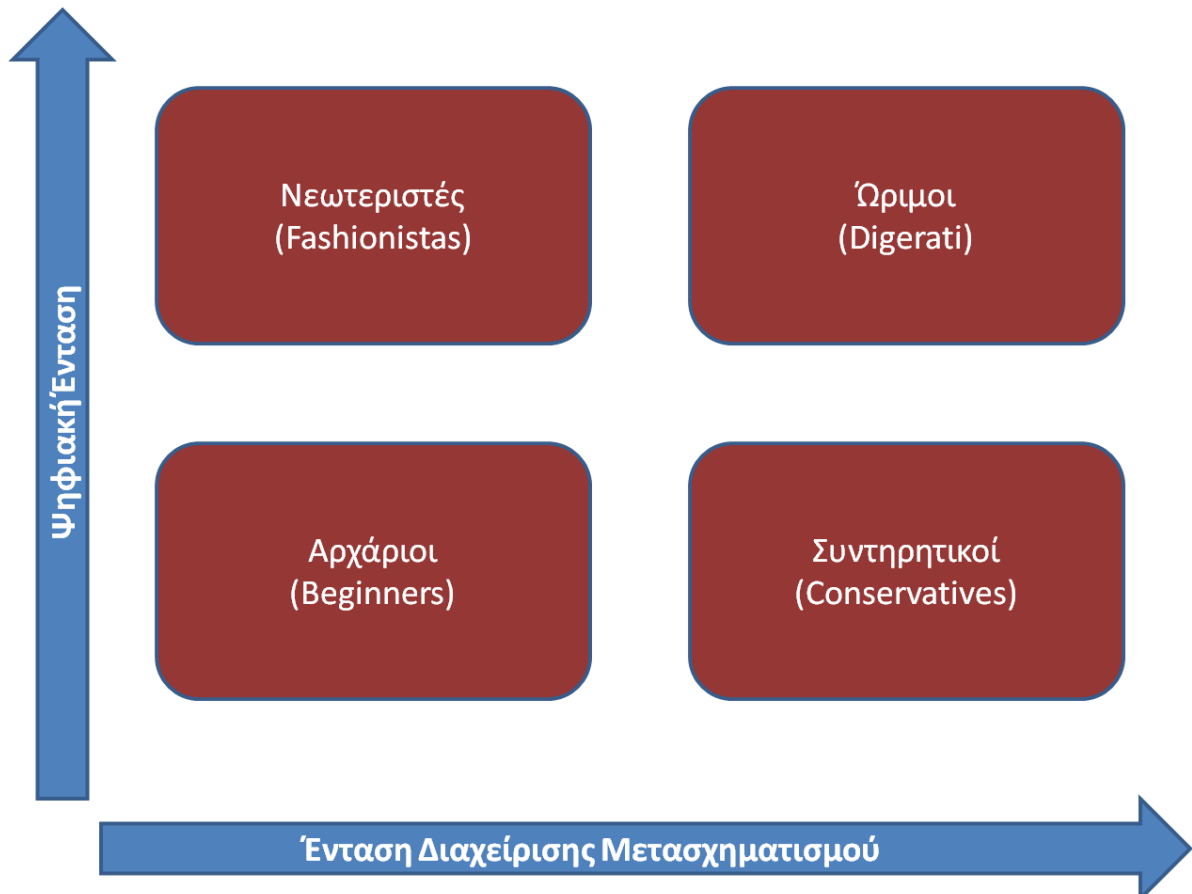 Νεωτεριστές
(Fashionistas)
Ώριμοι
(Digerati)
Ψηφιακή Ένταση
Αρχάριοι
(Beginners)
Συντηρητικοί
(Conservatives)
Ένταση Διαχείρισης Μετασχηματισμού